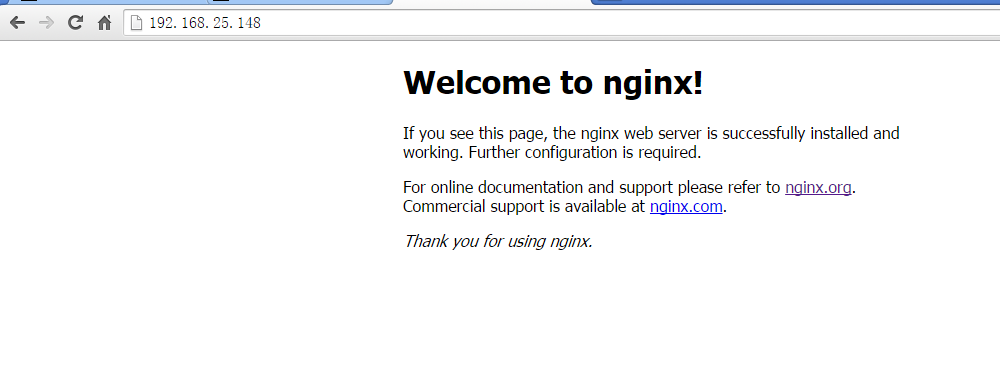 192.168.25.148
Welcome to nginx!
If you see this page, the nginx web server is successfully installed and
working. Further configuration is required.
For online documentation and support please refer to nginx.org.
Commercial support is available at nginx.com.
Thank you for using nginx.